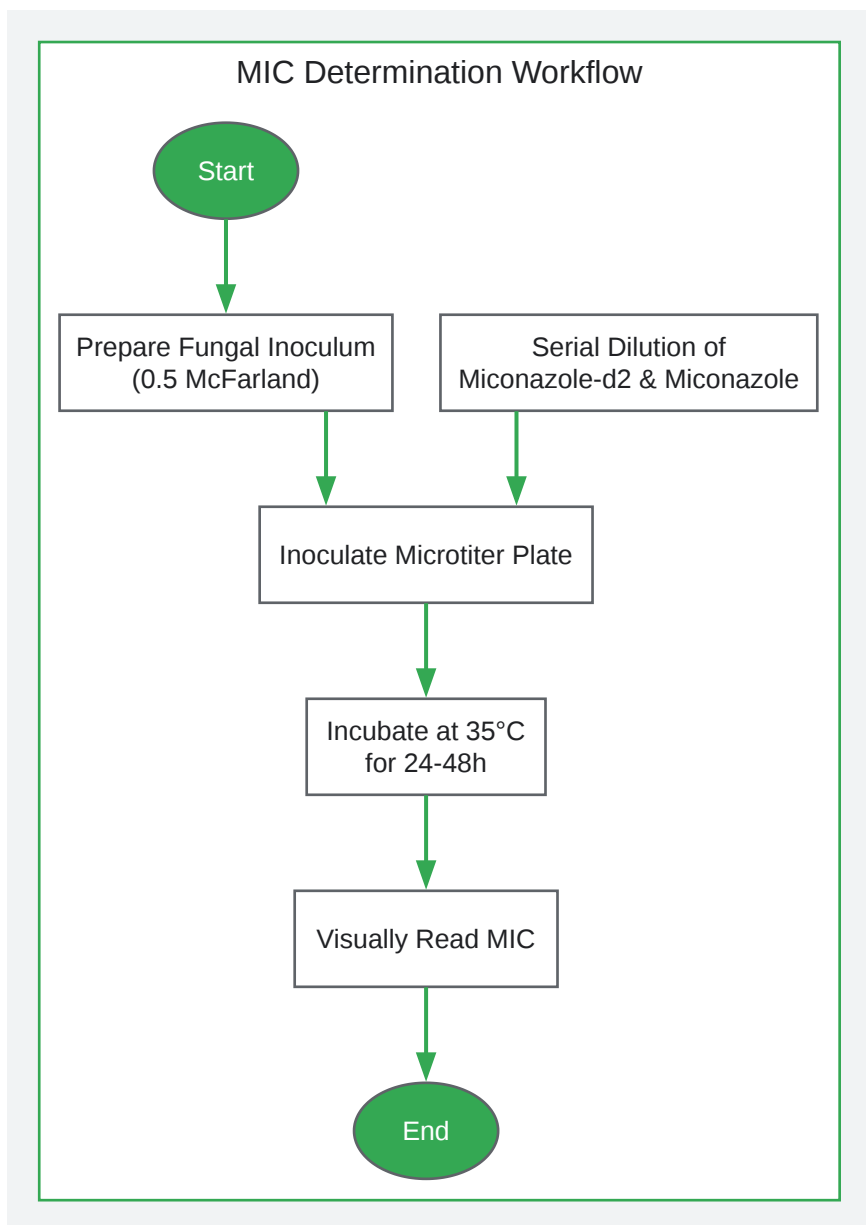 MIC Determination Workflow
Start
Prepare Fungal Inoculum
(0.5 McFarland)
Serial Dilution of
Miconazole-d2 & Miconazole
Inoculate Microtiter Plate
Incubate at 35°C
for 24-48h
Visually Read MIC
End